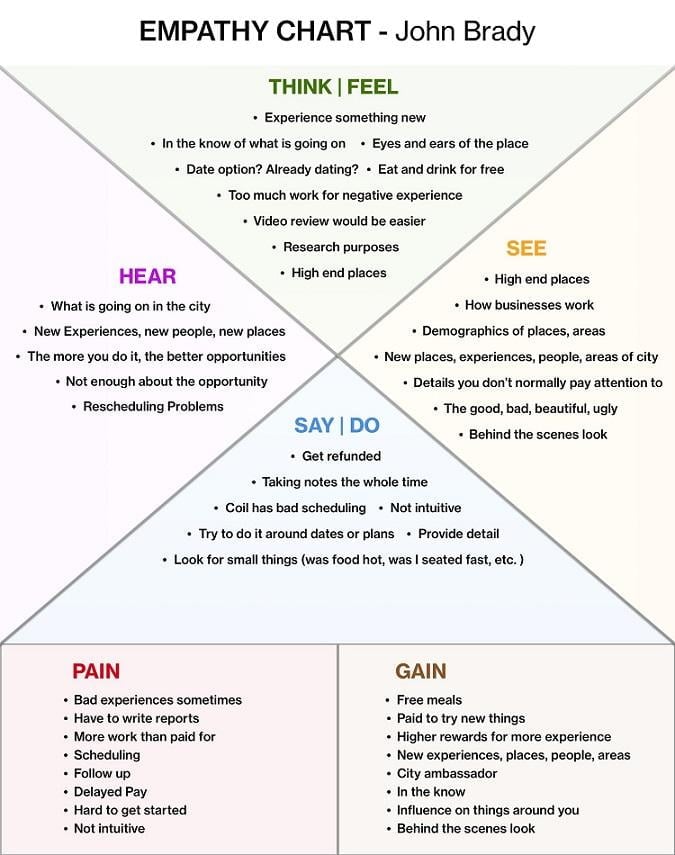 EMPATHY CHART - John Brady
THINK | FEEL
• Experience something new
• In the know of what is going on • Eyes and ears of the place
• Date option? Already dating? • Eat and drink for free
• Too much work for negative experience
• Video review would be easier
• Research purposes
• High end places
HEAR
• What is going on in the city
• New Experiences, new people, new places
• The more you do it, the better opportunities
• Not enough about the opportunity
• Rescheduling Problems
SEE
• High end places
• How businesses work
• Demographics of places, areas
• New places, experiences, people, areas of city
• Details you don't normally pay attention to
• The good, bad, beautiful, ugly
• Behind the scenes look
SAY | DO
• Get refunded
• Taking notes the whole time
• Coil has bad scheduling • Not intuitive
• Try to do it around dates or plans • Provide detail
• Look for small things (was food hot, was I seated fast, etc. )
PAIN
• Bad experiences sometimes
• Have to write reports
• More work than paid for
• Scheduling
• Follow up
• Delayed Pay
• Hard to get started
• Not intuitive
GAIN
• Free meals
• Paid to try new things
• Higher rewards for more experience
• New experiences, places, people, areas
• City ambassador
• In the know
• Influence on things around you
• Behind the scenes look